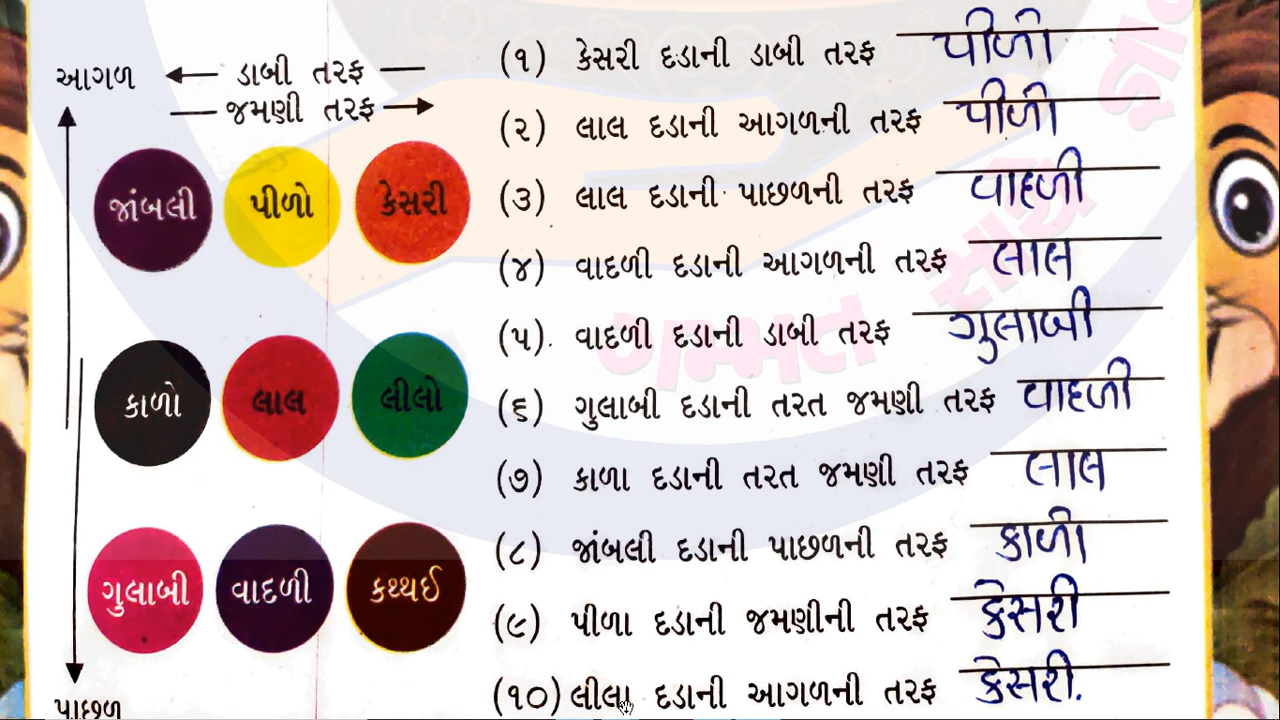 આગળ ← ડાબી તરફ —
— જમણી તરફ →
જાંબલી પીળો કેસરી
કાળો લાલ લીલો
ગુલાબી વાદળી કથ્થઈ
પાછળ
(૧) કેસરી દડાની ડાબી તરફ પીળો
(૨) લાલ દડાની આગળની તરફ પીળો
(૩) લાલ દડાની પાછળની તરફ વાદળી
(૪) વાદળી દડાની આગળની તરફ લાલ
(૫). વાદળી દડાની ડાબી તરફ ગુલાબી
(૬) ગુલાબી દડાની તરત જમણી તરફ વાદળી
(૭) કાળા દડાની તરત જમણી તરફ લાલ
(૮) જાંબલી દડાની પાછળની તરફ કાળો
(૯) પીળા દડાની જમણીની તરફ કેસરી
(૧૦) લીલા દડાની આગળની તરફ કેસરી.
ગમ્મત સાથે